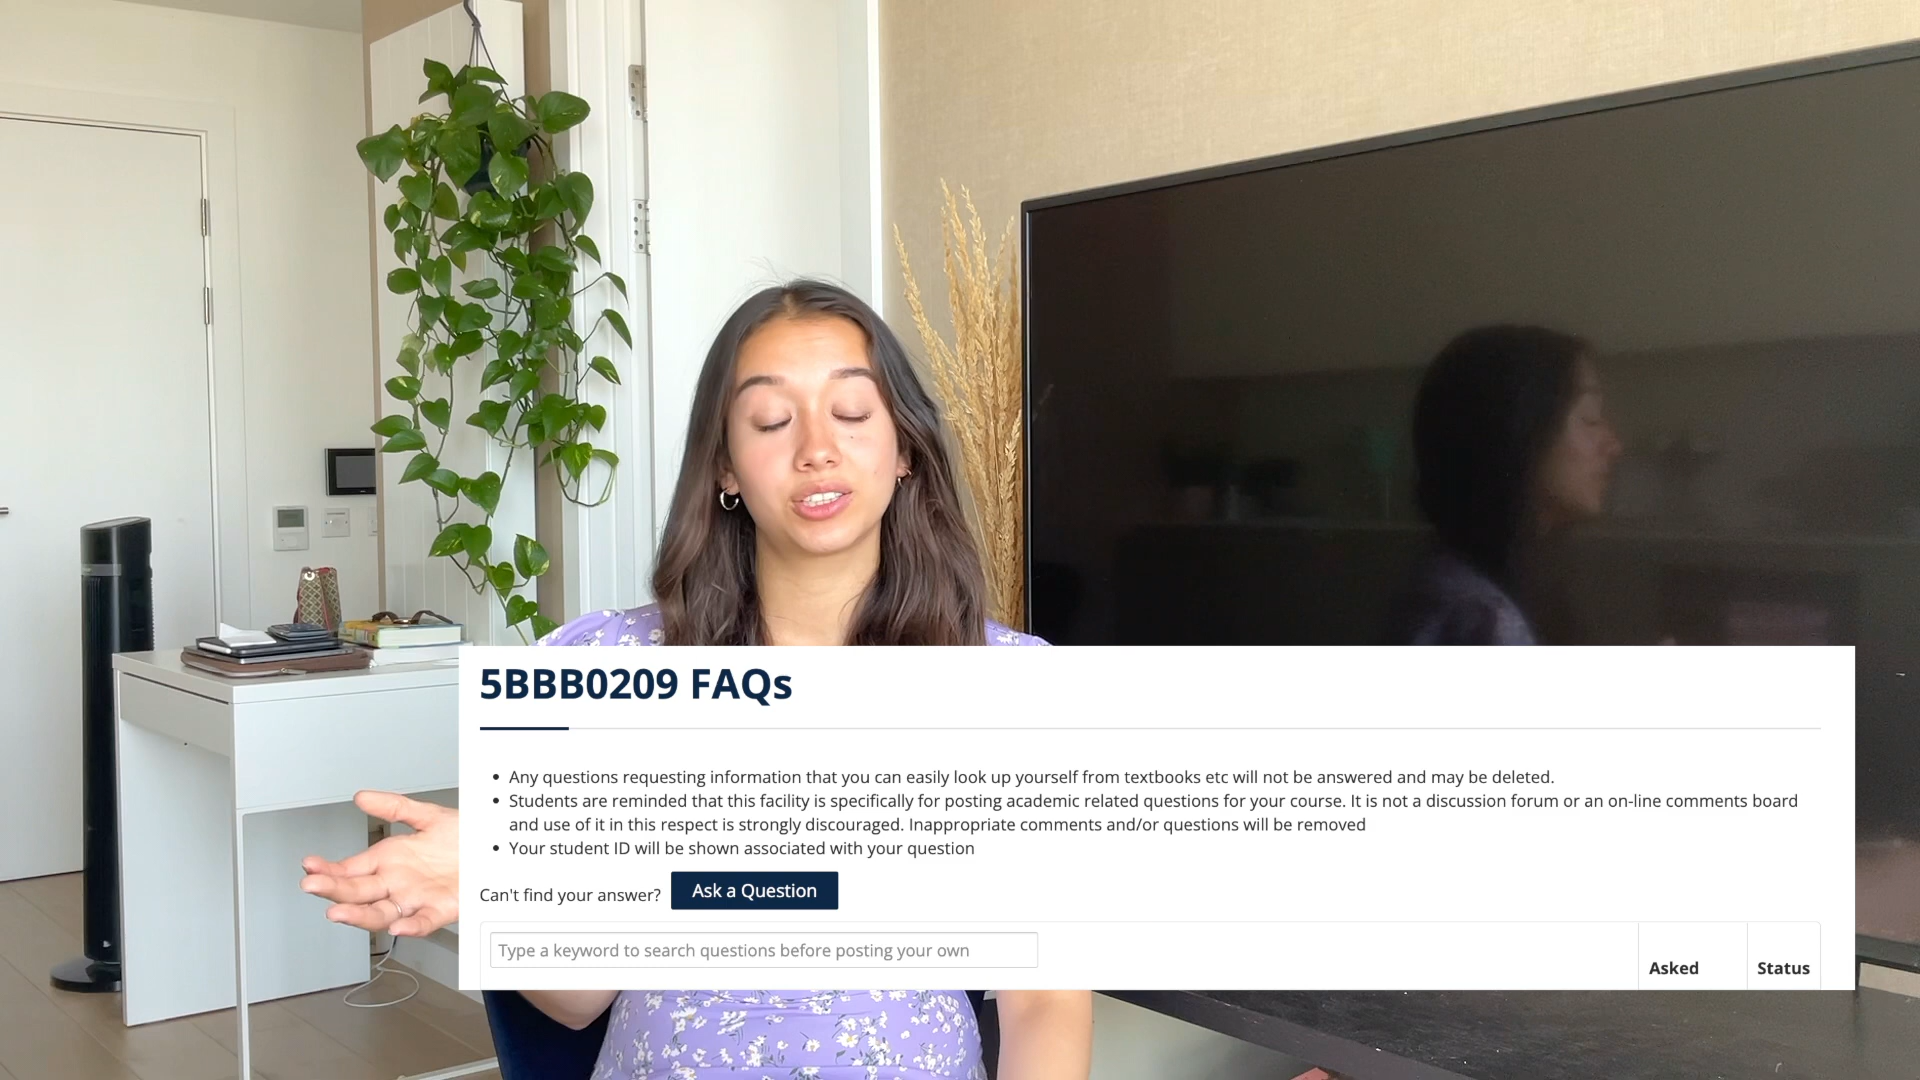 5BBB0209 FAQs
Any questions requesting information that you can easily look up yourself from textbooks etc will not be answered and may be deleted.
Students are reminded that this facility is specifically for posting academic related questions for your course. It is not a discussion forum or an on-line comments board
and use of it in this respect is strongly discouraged. Inappropriate comments and/or questions will be removed
Your student ID will be shown associated with your question
Can't find your answer? Ask a Question
Type a keyword to search questions before posting your own
Asked Status